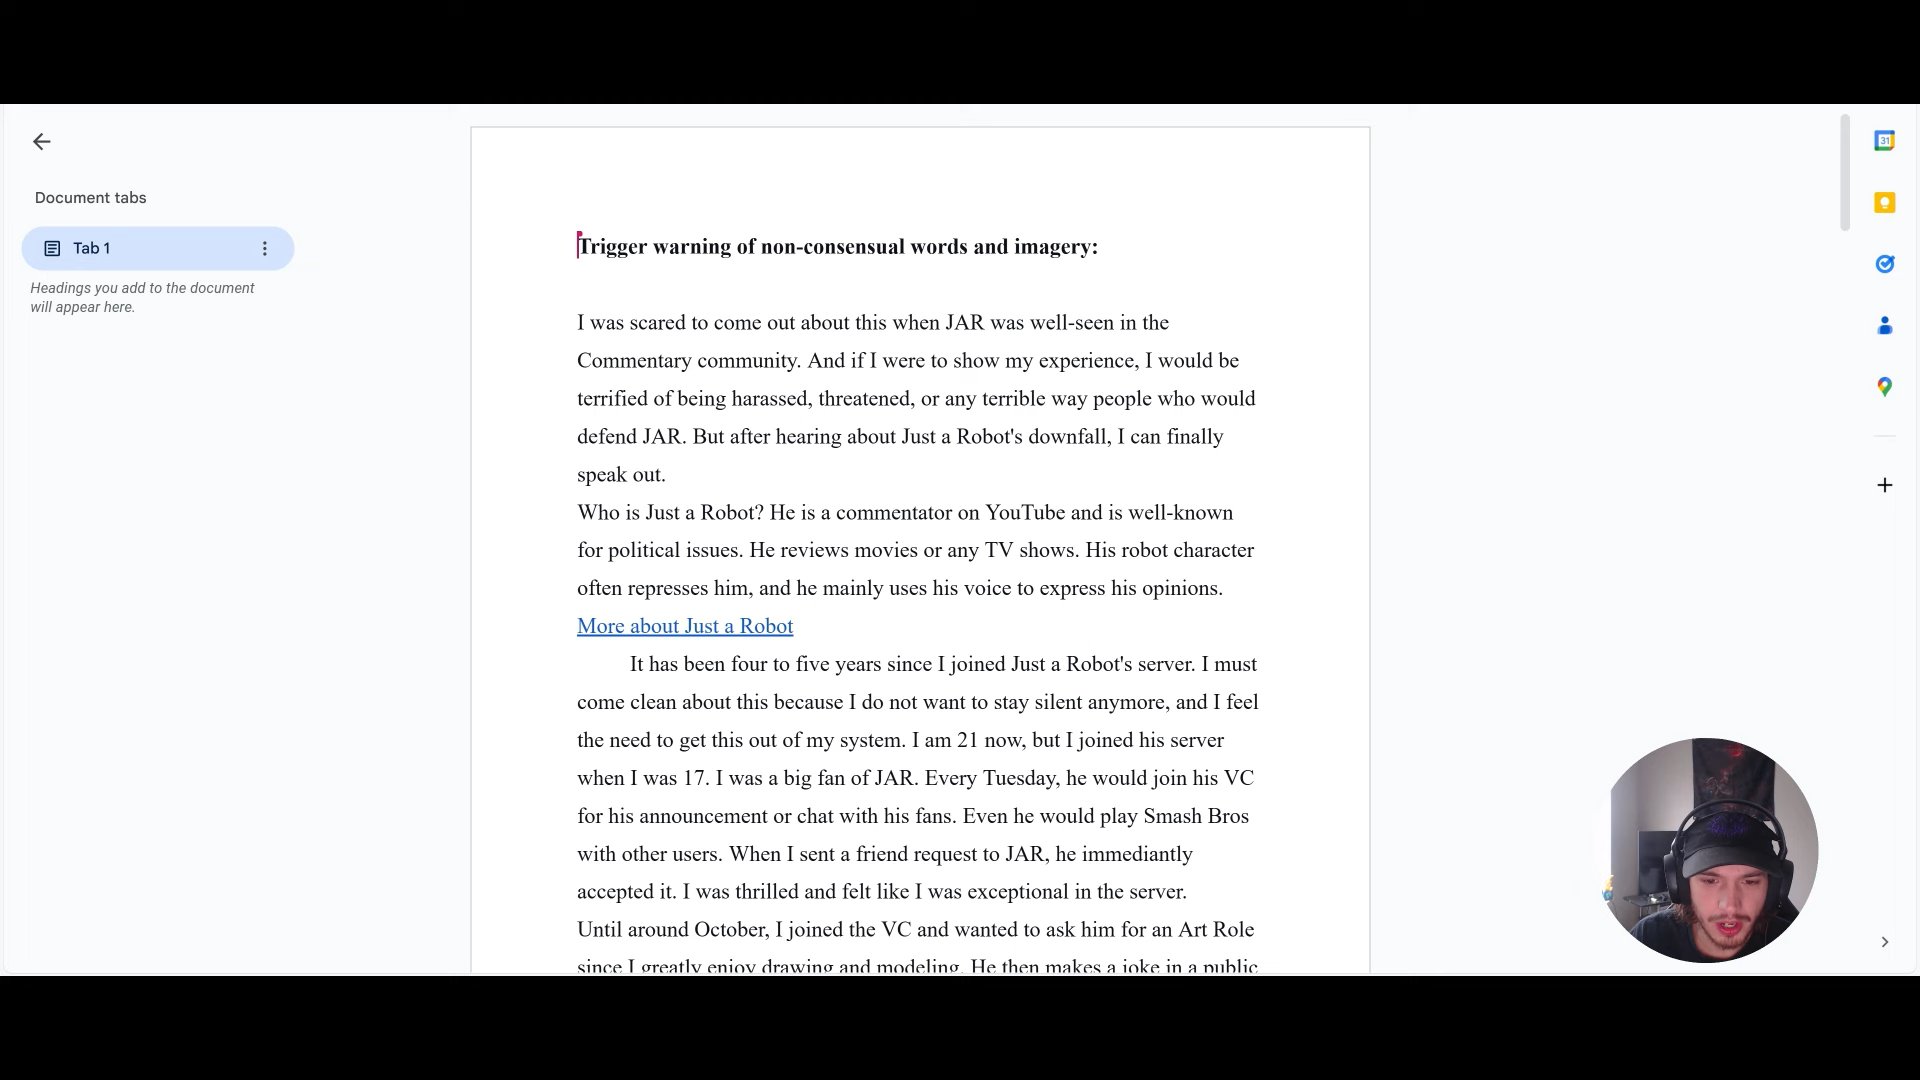 Document tabs
Tab 1
Headings you add to the document
will appear here.
Trigger warning of non-consensual words and imagery:
I was scared to come out about this when JAR was well-seen in the
Commentary community. And if I were to show my experience, I would be
terrified of being harassed, threatened, or any terrible way people who would
defend JAR. But after hearing about Just a Robot's downfall, I can finally
speak out.
Who is Just a Robot? He is a commentator on YouTube and is well-known
for political issues. He reviews movies or any TV shows. His robot character
often represses him, and he mainly uses his voice to express his opinions.
More about Just a Robot
It has been four to five years since I joined Just a Robot's server. I must
come clean about this because I do not want to stay silent anymore, and I feel
the need to get this out of my system. I am 21 now, but I joined his server
when I was 17. I was a big fan of JAR. Every Tuesday, he would join his VC
for his announcement or chat with his fans. Even he would play Smash Bros
with other users. When I sent a friend request to JAR, he immediantly
accepted it. I was thrilled and felt like I was exceptional in the server.
Until around October, I joined the VC and wanted to ask him for an Art Role
since I greatly enjoy drawing and modeling. He then makes a joke in a public
31